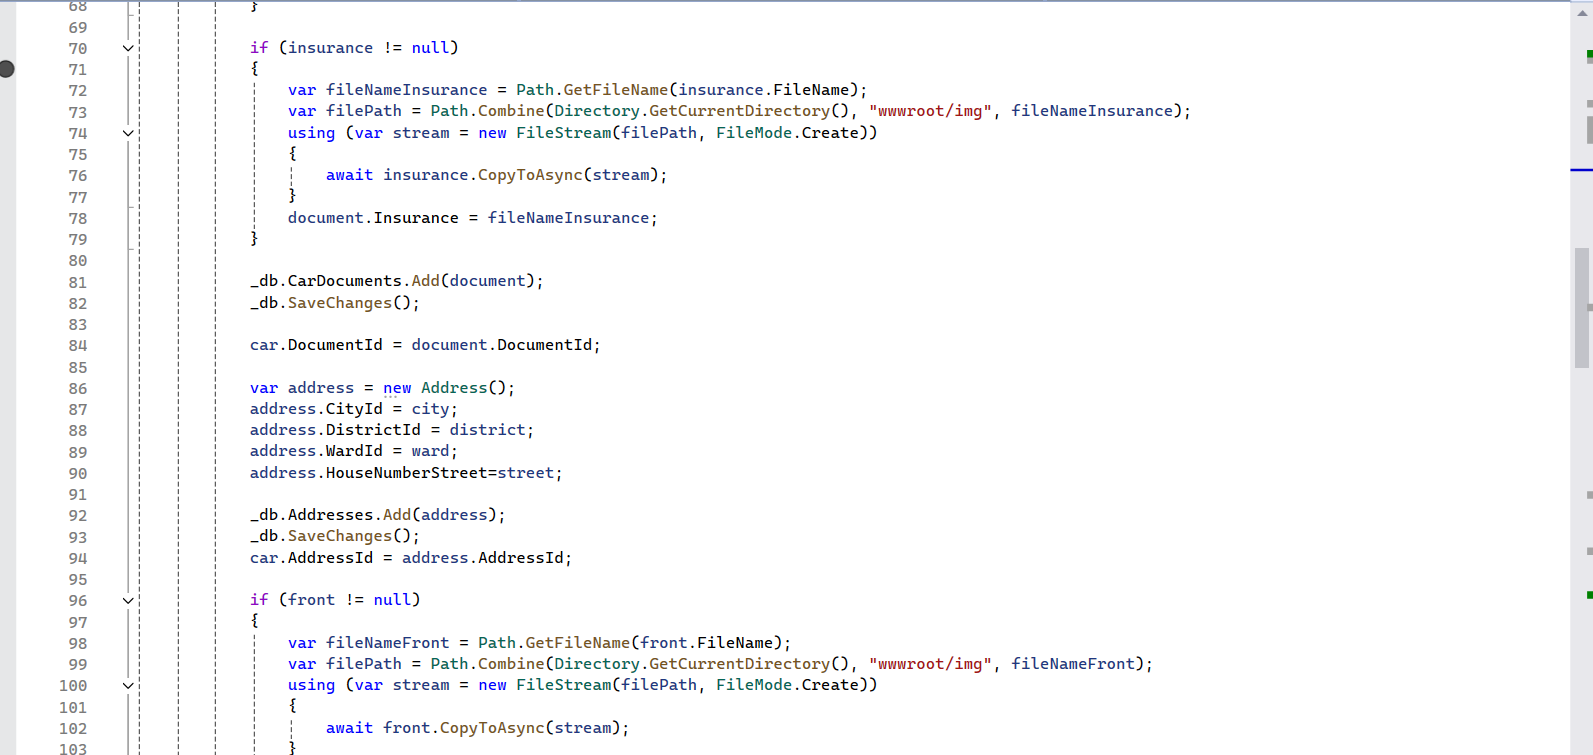 68 }
69
70 if (insurance != null)
71 {
72 var fileNameInsurance = Path.GetFileName(insurance.FileName);
73 var filePath = Path.Combine(Directory.GetCurrentDirectory(), "wwwroot/img", fileNameInsurance);
74 using (var stream = new FileStream(filePath, FileMode.Create))
75 {
76 await insurance.CopyToAsync(stream);
77 }
78 document.Insurance = fileNameInsurance;
79 }
80
81 _db.CarDocuments.Add(document);
82 _db.SaveChanges();
83
84 car.DocumentId = document.DocumentId;
85
86 var address = new Address();
87 address.CityId = city;
88 address.DistrictId = district;
89 address.WardId = ward;
90 address.HouseNumberStreet=street;
91
92 _db.Addresses.Add(address);
93 _db.SaveChanges();
94 car.AddressId = address.AddressId;
95
96 if (front != null)
97 {
98 var fileNameFront = Path.GetFileName(front.FileName);
99 var filePath = Path.Combine(Directory.GetCurrentDirectory(), "wwwroot/img", fileNameFront);
100 using (var stream = new FileStream(filePath, FileMode.Create))
101 {
102 await front.CopyToAsync(stream);
103 }